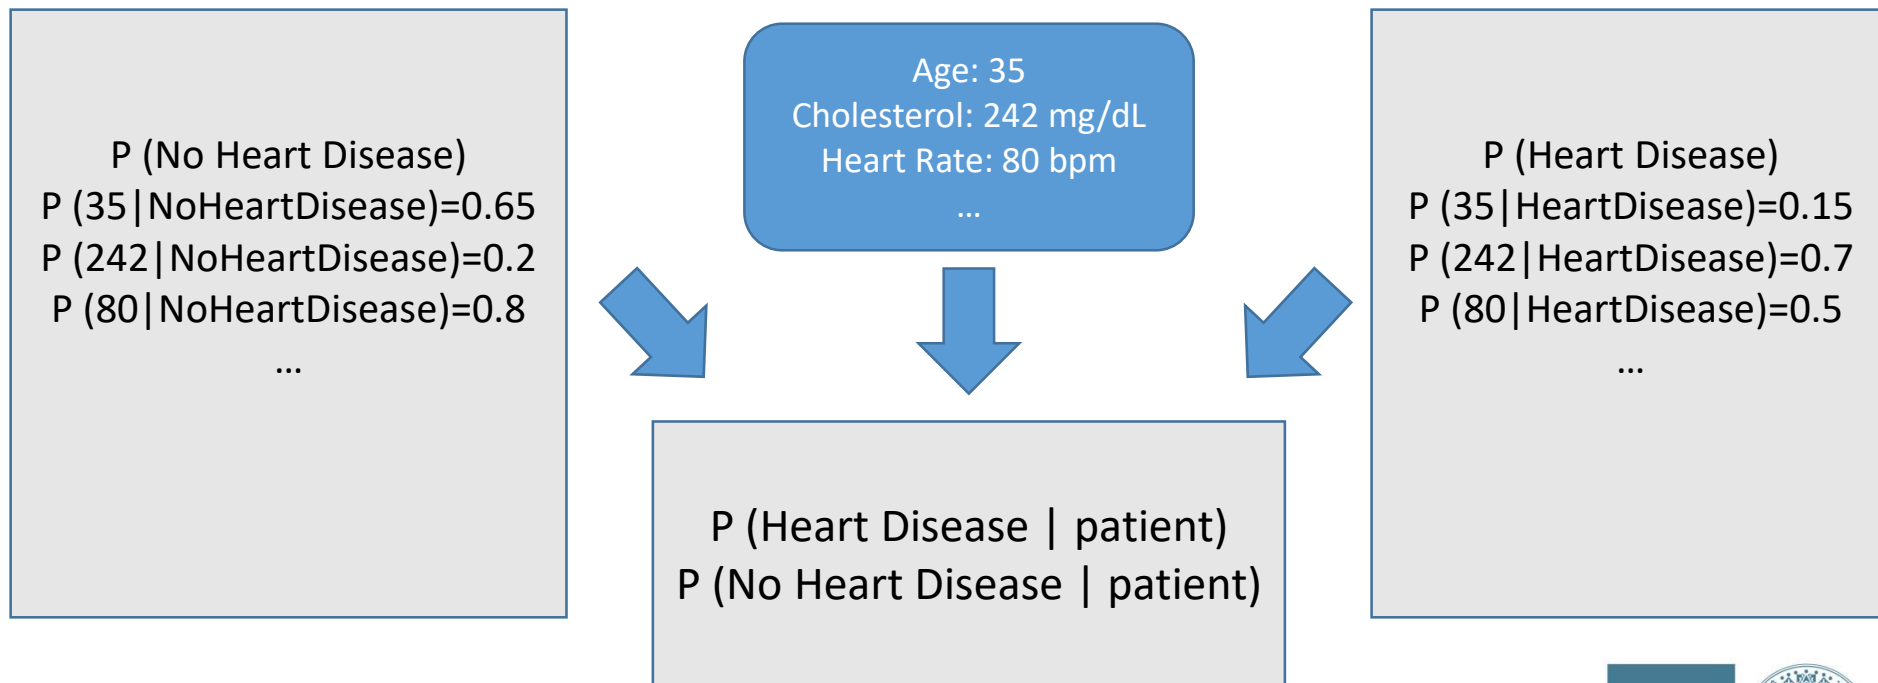 P (No Heart Disease)
P (35|NoHeartDisease)=0.65
P (242|NoHeartDisease)=0.2
P (80|NoHeartDisease)=0.8
...
Age: 35
Cholesterol: 242 mg/dL
Heart Rate: 80 bpm
...
P (Heart Disease)
P (35|HeartDisease)=0.15
P (242|HeartDisease)=0.7
P (80|HeartDisease)=0.5
...
P (Heart Disease | patient)
P (No Heart Disease | patient)